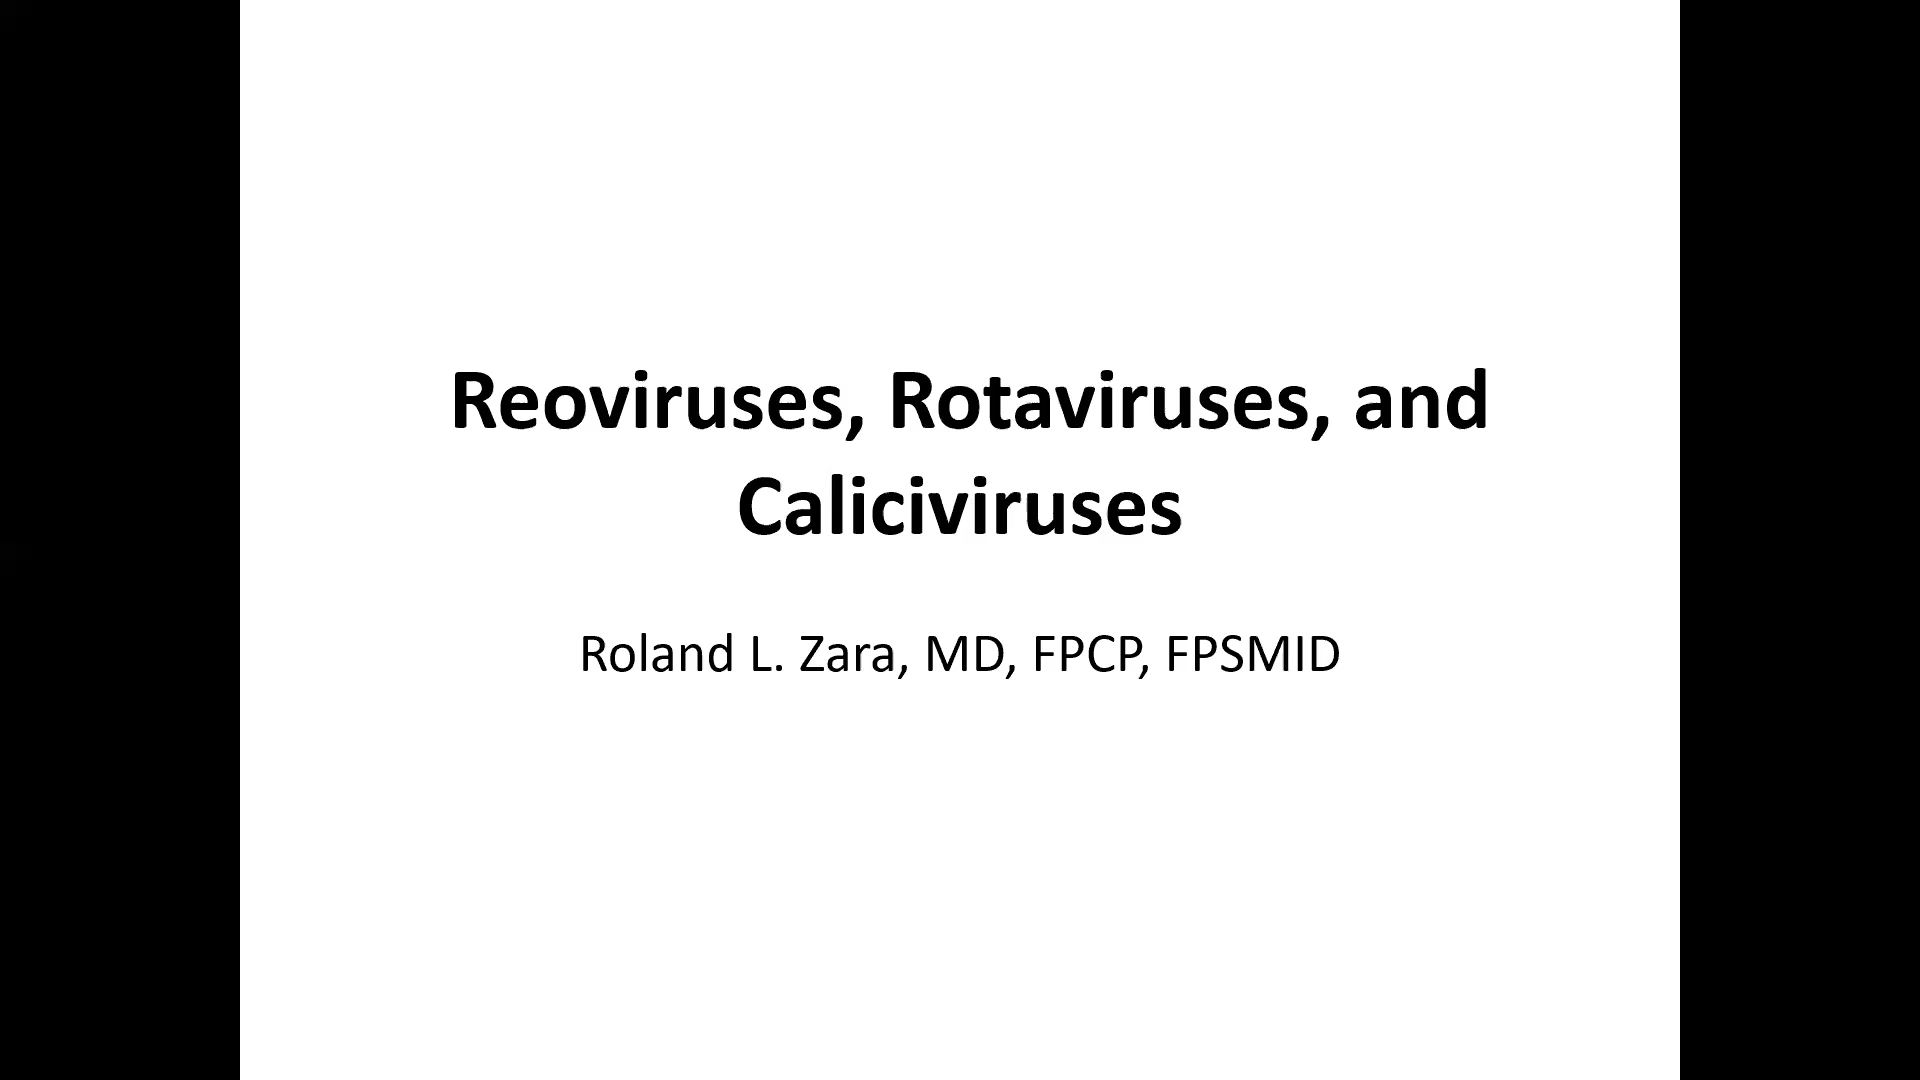 Reoviruses, Rotaviruses, and
Caliciviruses
Roland L. Zara, MD, FPCP, FPSMID